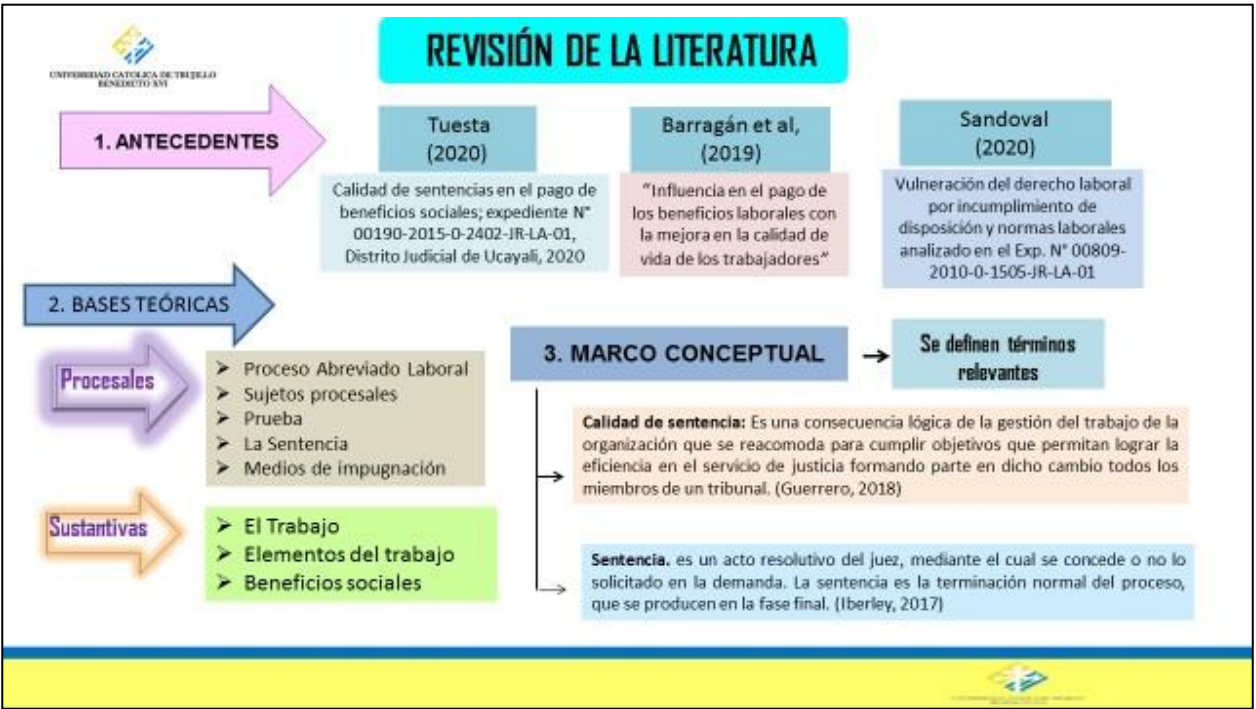 UNIVERSIDAD CATOLICA DE TRUJILLO
BENEDICTO XVI
REVISIÓN DE LA LITERATURA
1. ANTECEDENTES
Tuesta
(2020)
Calidad de sentencias en el pago de
beneficios sociales; expediente N°
00190-2015-0-2402-JR-LA-01,
Distrito Judicial de Ucayali, 2020
Barragán et al,
(2019)
"Influencia en el pago de
los beneficios laborales con
la mejora en la calidad de
vida de los trabajadores"
Sandoval
(2020)
Vulneración del derecho laboral
por incumplimiento de
disposición y normas laborales
analizado en el Exp. N° 00809-
2010-0-1505-JR-LA-01
2. BASES TEÓRICAS
Procesales
➢ Proceso Abreviado Laboral
➢ Sujetos procesales
➢ Prueba
➢ La Sentencia
➢ Medios de impugnación
Sustantivas
➢ El Trabajo
➢ Elementos del trabajo
➢ Beneficios sociales
3. MARCO CONCEPTUAL
Se definen términos
relevantes
Calidad de sentencia: Es una consecuencia lógica de la gestión del trabajo de la
organización que se reacomoda para cumplir objetivos que permitan lograr la
eficiencia en el servicio de justicia formando parte en dicho cambio todos los
miembros de un tribunal. (Guerrero, 2018)
Sentencia. es un acto resolutivo del juez, mediante el cual se concede o no lo
solicitado en la demanda. La sentencia es la terminación normal del proceso,
que se producen en la fase final. (Iberley, 2017)